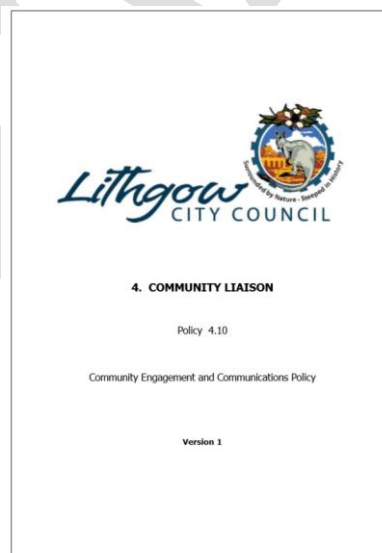 Lithgow
CITY COUNCIL
Surrounded by Nature - Steeped in History
4. COMMUNITY LIAISON
Policy 4.10
Community Engagement and Communications Policy
Version 1